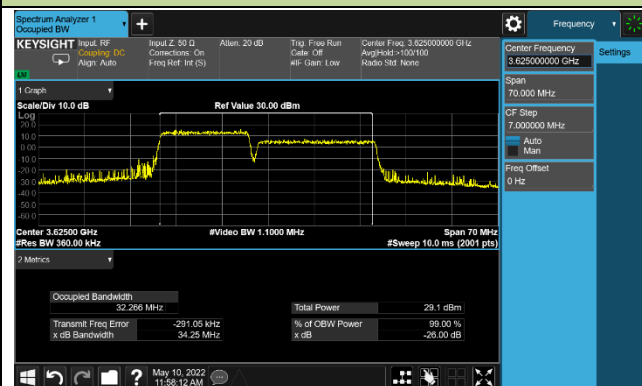 Spectrum Analyzer 1
Occupied BW
Frequency
KEYSIGHT
Input: RF
Coupling: DC
Align: Auto
Input Z: 50 Ω
Corrections: On
Freq Ref: Int (S)
Atten: 20 dB
Trig: Free Run
Gate: Off
#IF Gain: Low
Center Freq: 3.625000000 GHz
Avg|Hold:>100/100
Radio Std: None
Center Frequency
3.625000000 GHz
Settings
Span
70.000 MHz
CF Step
7.000000 MHz
Auto
Man
Freq Offset
0 Hz
1 Graph
Scale/Div 10.0 dB
Ref Value 30.00 dBm
Log
20.0
10.0
0.00
-10.0
-20.0
-30.0
-40.0
-50.0
-60.0
Center 3.62500 GHz
#Video BW 1.1000 MHz
Span 70 MHz
#Res BW 360.00 kHz
#Sweep 10.0 ms (2001 pts)
2 Metrics
Occupied Bandwidth
32.266 MHz
Total Power
29.1 dBm
Transmit Freq Error
-291.05 kHz
% of OBW Power
99.00 %
x dB Bandwidth
34.25 MHz
x dB
-26.00 dB
May 10, 2022
11:58:12 AM